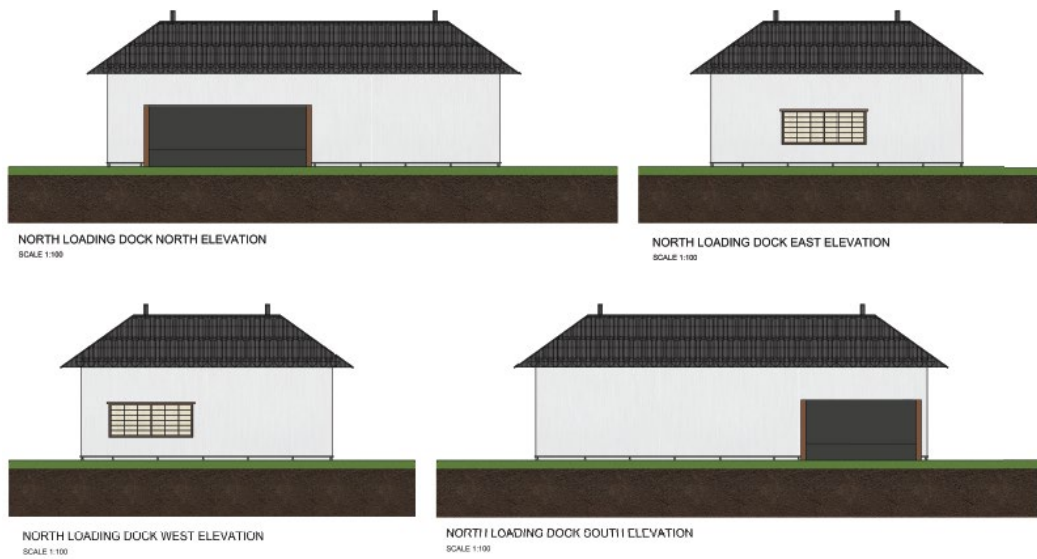 NORTH LOADING DOCK NORTH ELEVATION
SCALE 1:100
NORTH LOADING DOCK EAST ELEVATION
SCALE 1:100
NORTH LOADING DOCK WEST ELEVATION
SCALE 1:100
NORTH LOADING DOCK SOUTH ELEVATION
SCALE 1:100